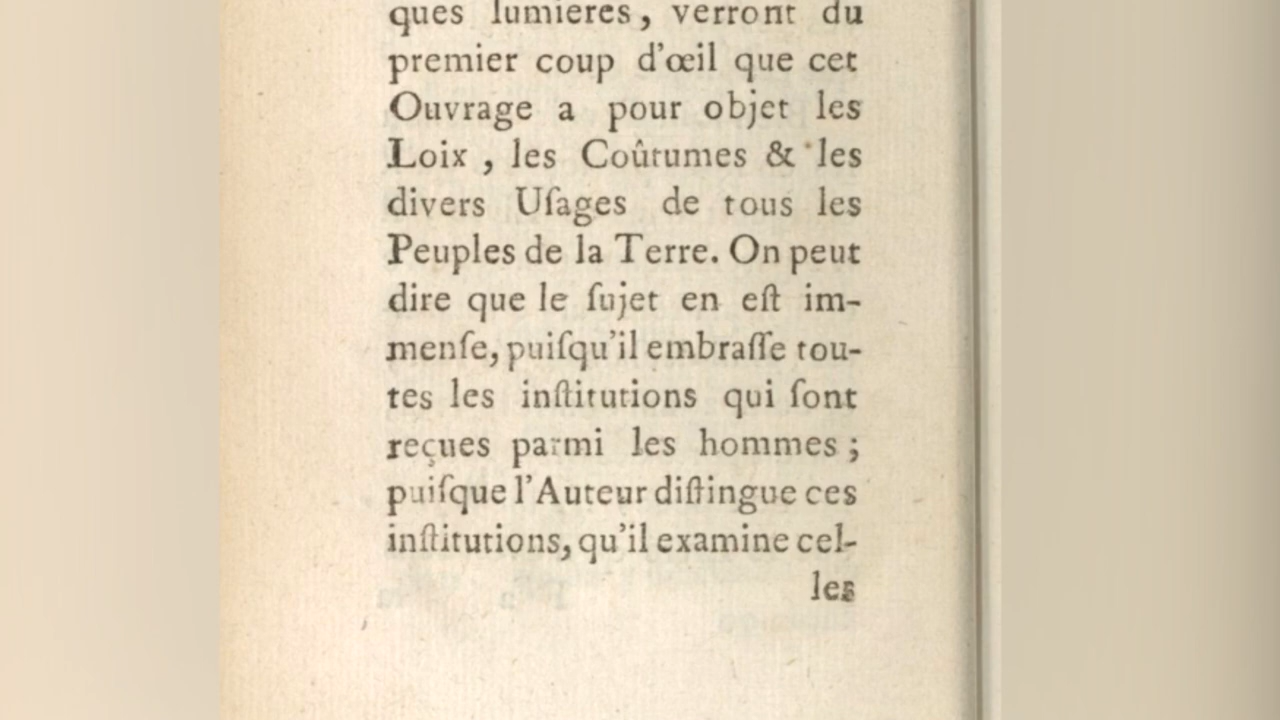 ques lumieres, verront du
premier coup d'œil que cet
Ouvrage a pour objet les
Loix, les Coûtumes & les
divers Uſages de tous les
Peuples de la Terre. On peut
dire que le ſujet en eſt im-
menſe, puiſqu'il embraſſe tou-
tes les inſtitutions qui ſont
reçues parmi les hommes ;
puiſque l'Auteur diſtingue ces
inſtitutions, qu'il examine cel-
les